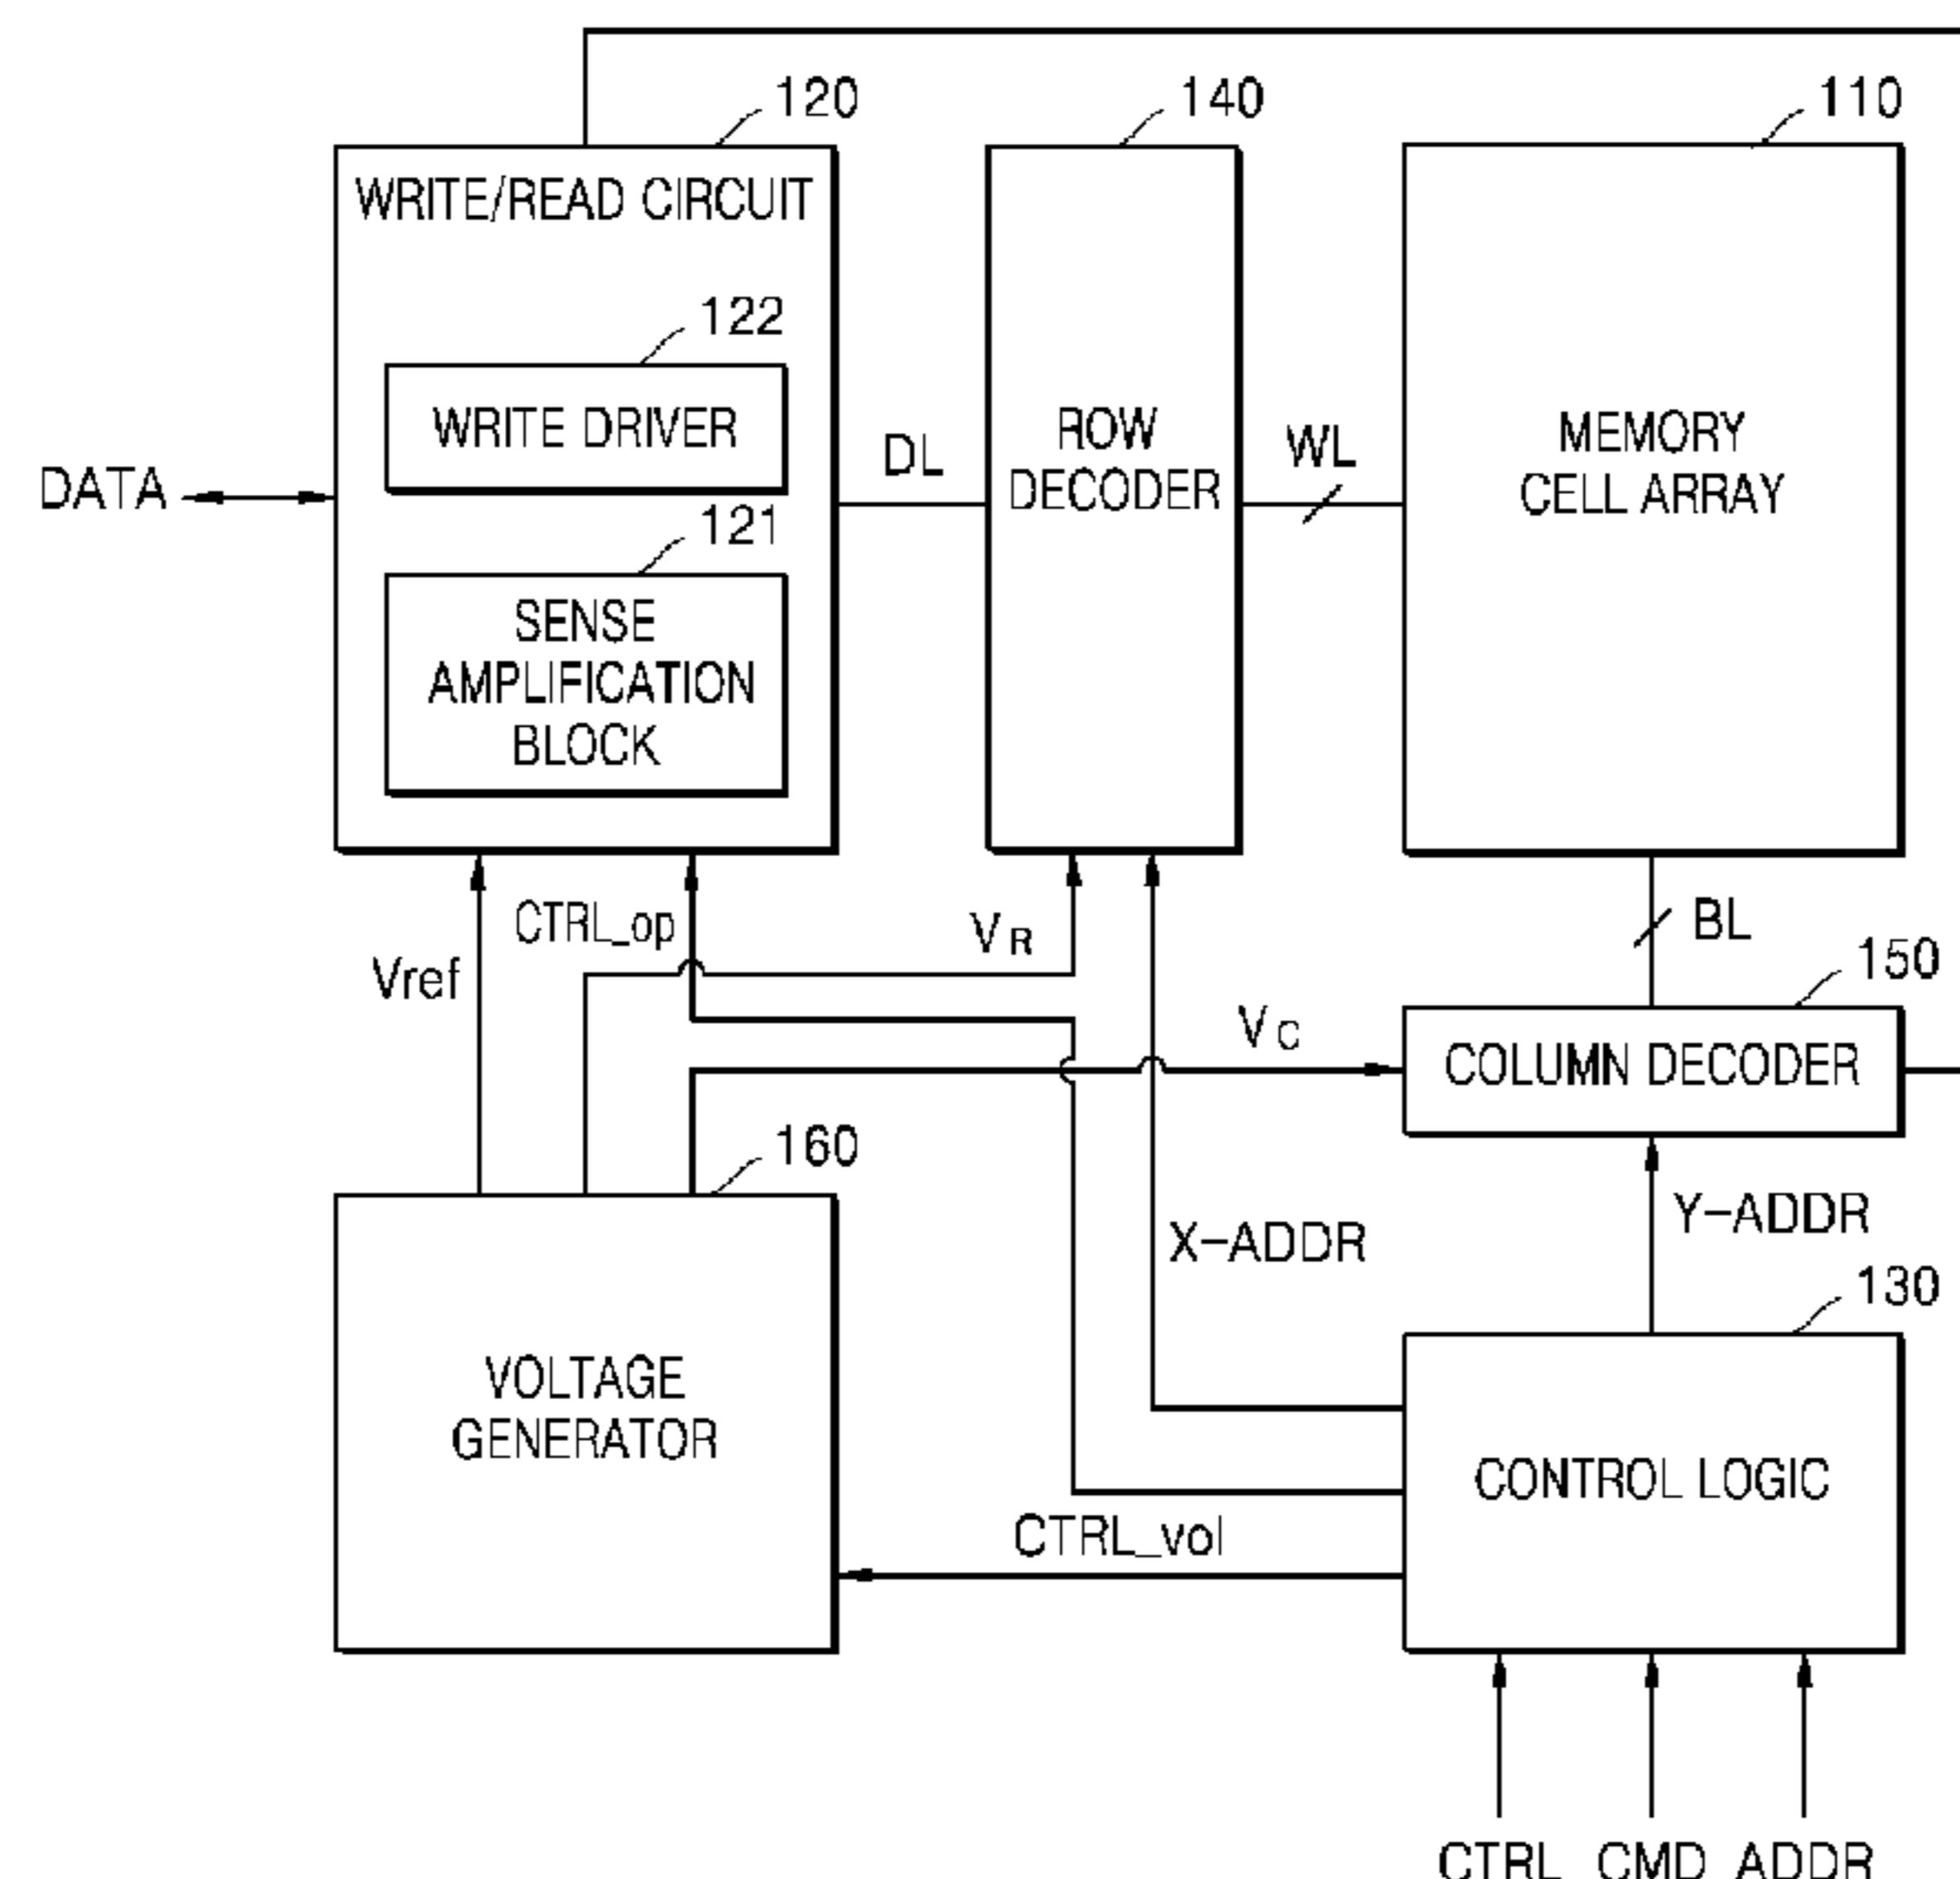 120
140
110
WRITE/READ CIRCUIT
122
WRITE DRIVER
DATA
DL
ROW
DECODER
WL
MEMORY
CELL ARRAY
121
SENSE
AMPLIFICATION
BLOCK
CTRL_op
Vref
VR
BL
150
VC
COLUMN DECODER
160
X-ADDR
Y-ADDR
130
VOLTAGE
GENERATOR
CONTROL LOGIC
CTRL_vol
CTRL CMD ADDR